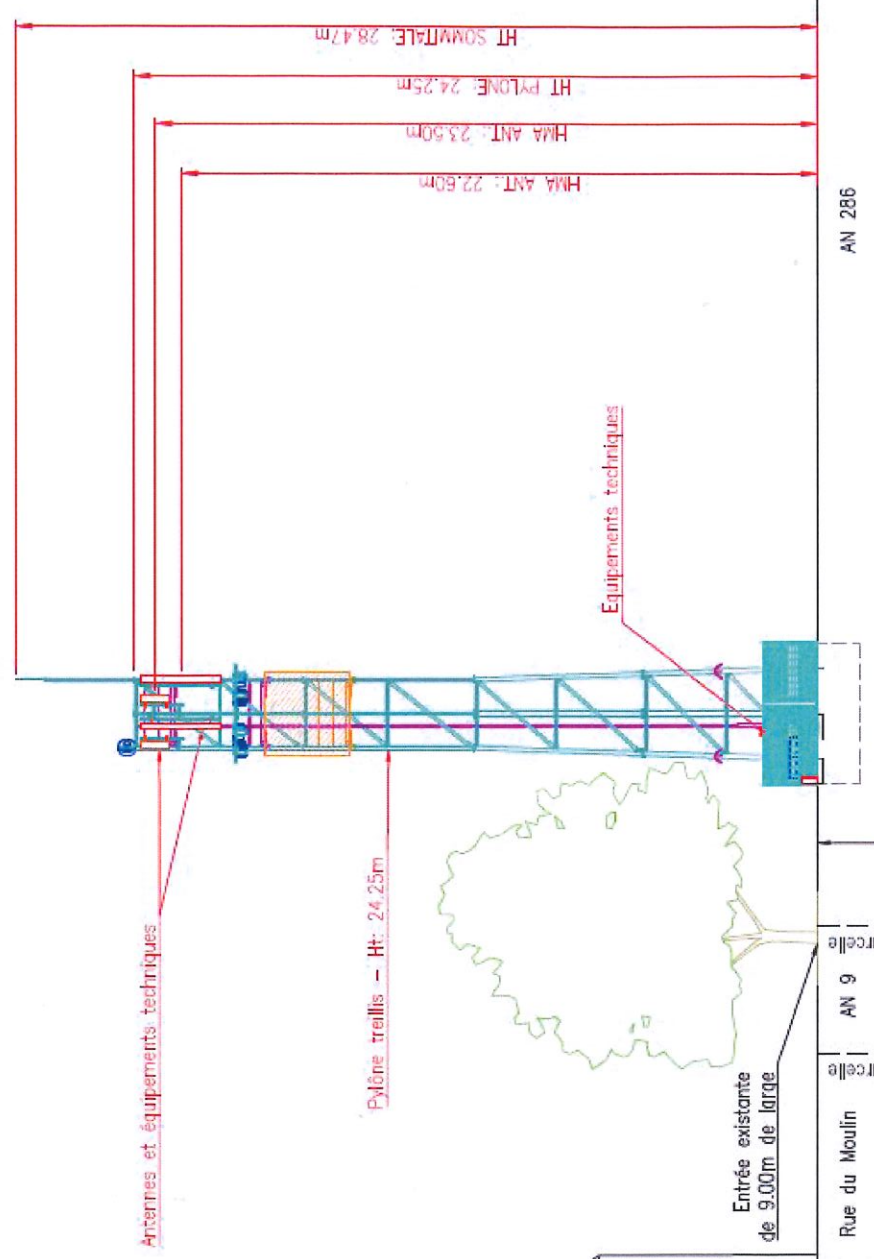 HT SOMMITALE: 28.47m
HT PYLONE: 24.25m
HMA ANT.: 23.50m
HMA ANT.: 22.60m
Antennes et équipements techniques
Pylône treillis – Ht: 24.25m
Equipements techniques
Entrée existante
de 9.00m de large
Rue du Moulin
AN 9
AN 286